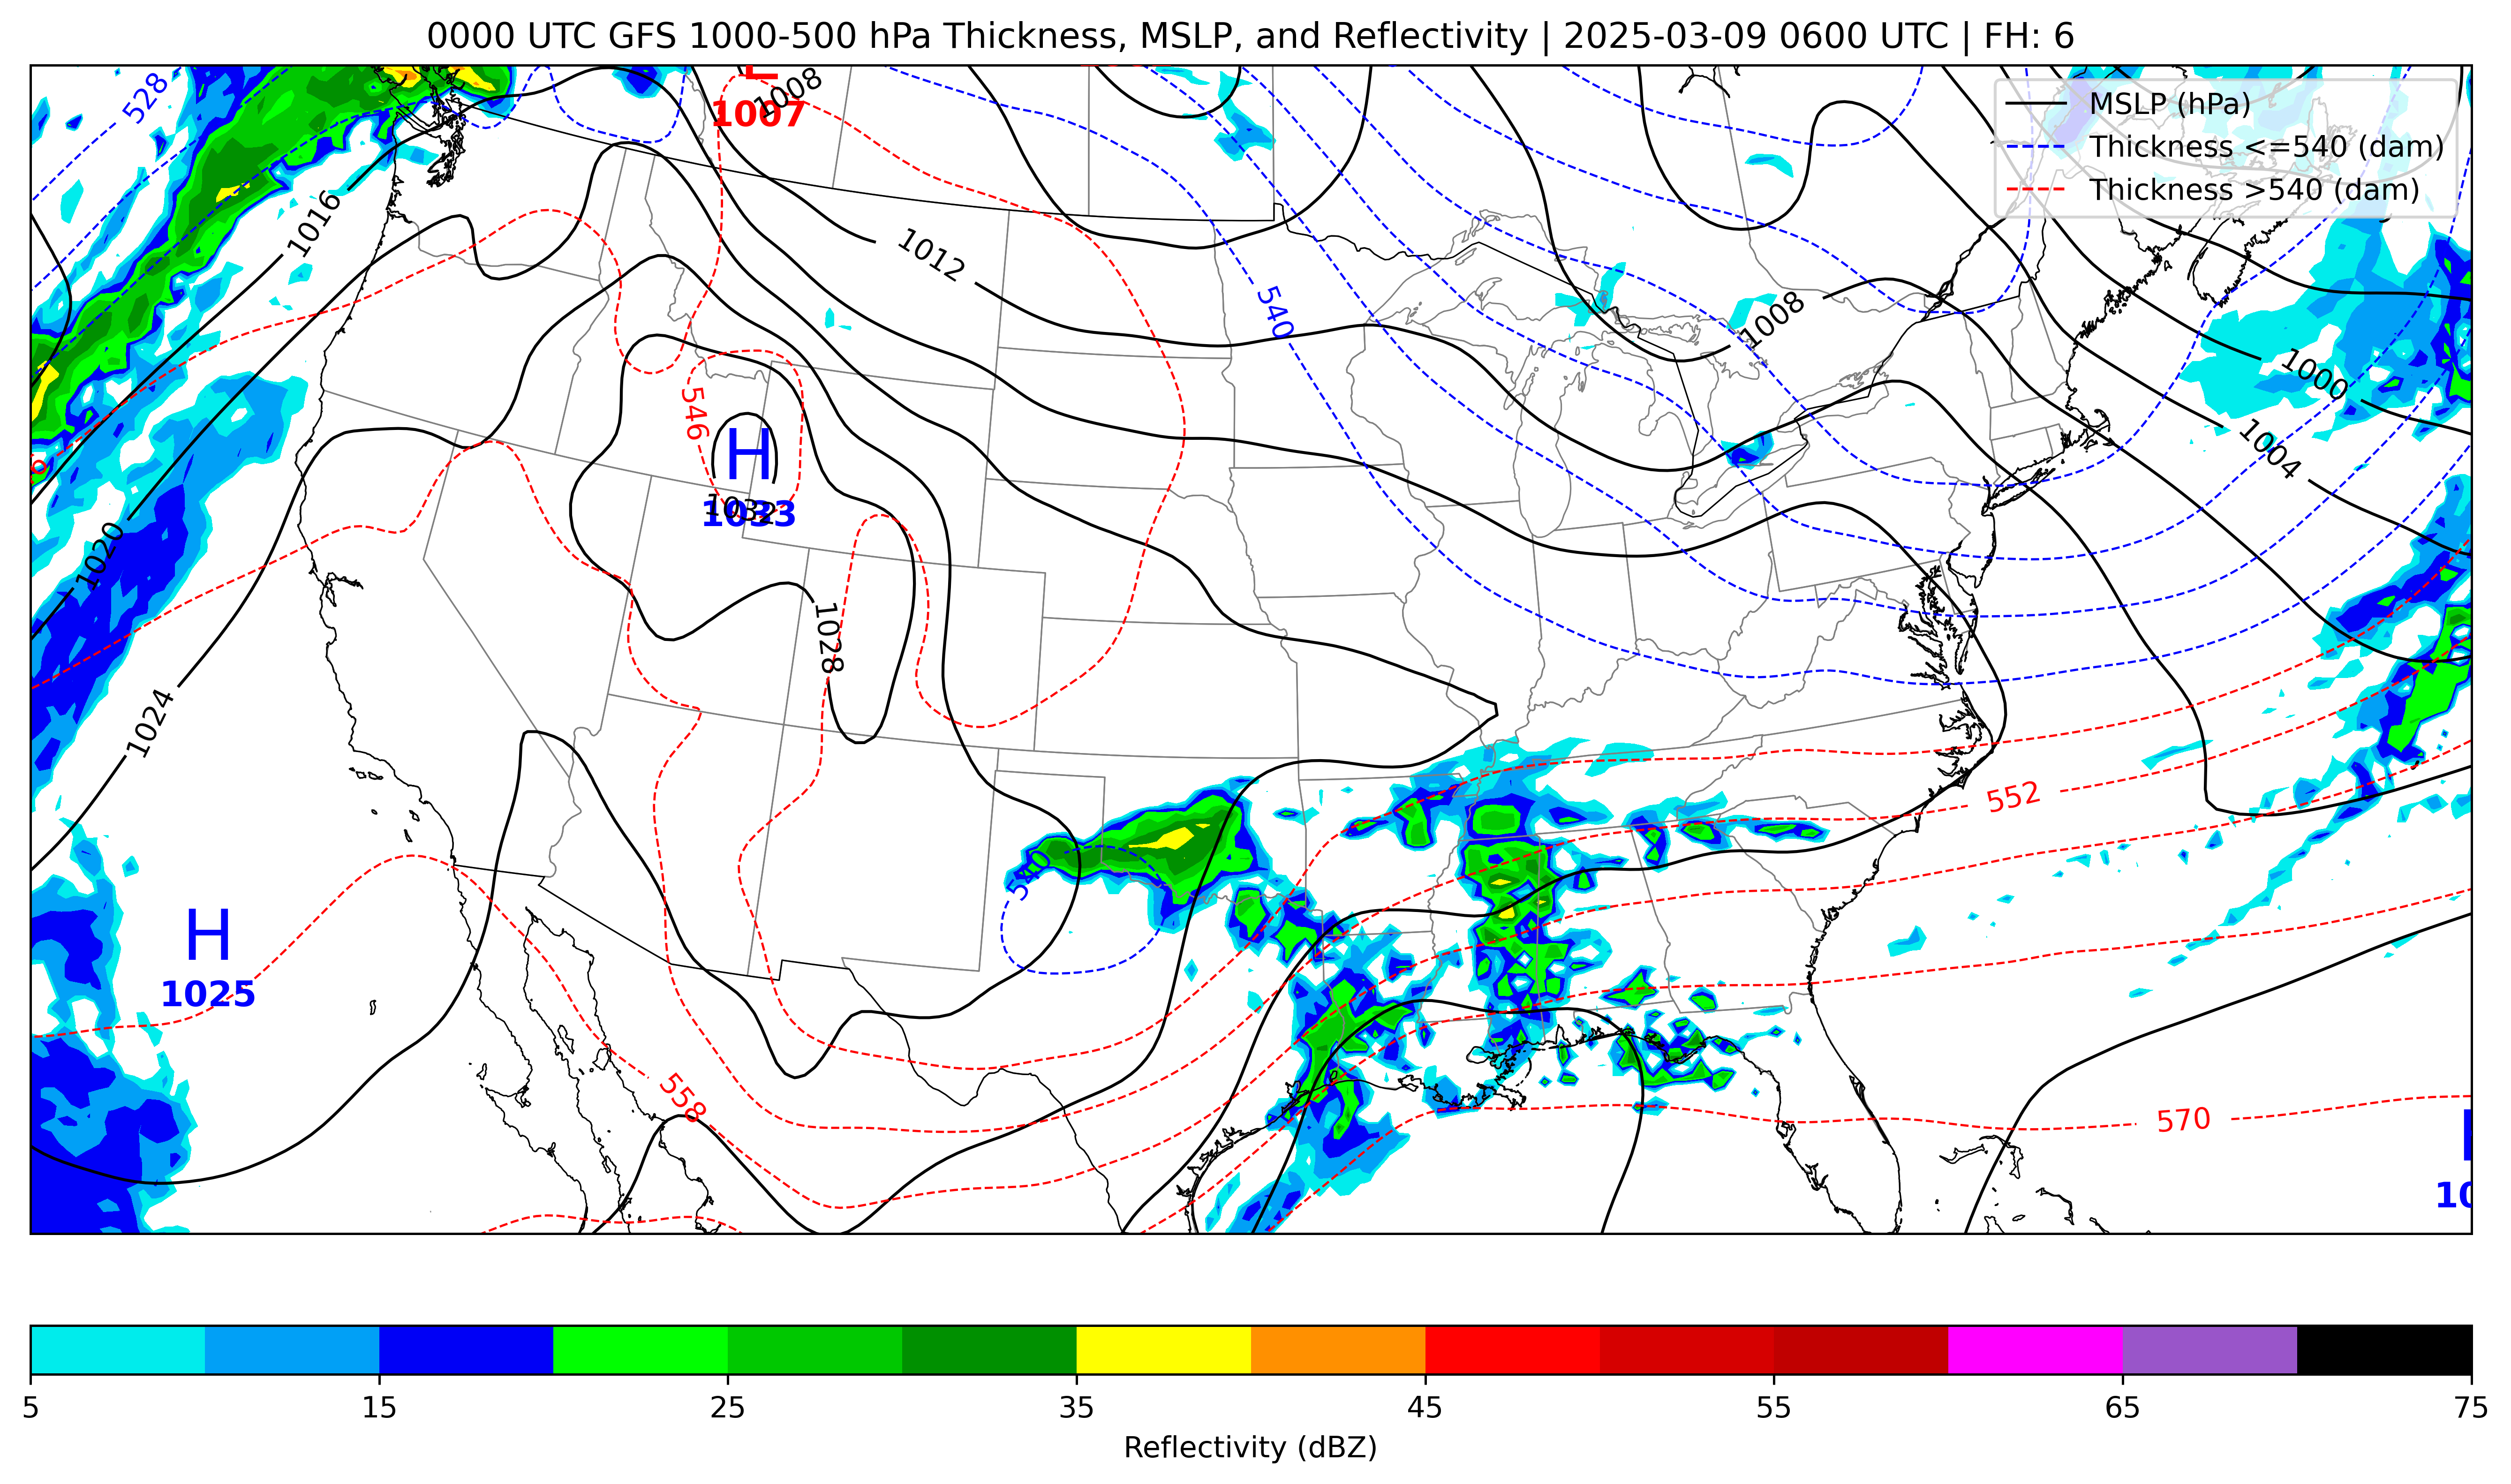 0000 UTC GFS 1000-500 hPa Thickness, MSLP, and Reflectivity | 2025-03-09 0600 UTC | FH: 6
MSLP (hPa)
Thickness <=540 (dam)
Thickness >540 (dam)
528
1008
L
1007
1016
1012
540
1008
1000
1004
546
H
1032
1033
1020
1028
1024
552
540
H
1025
558
570
10
5 15 25 35 45 55 65 75
Reflectivity (dBZ)